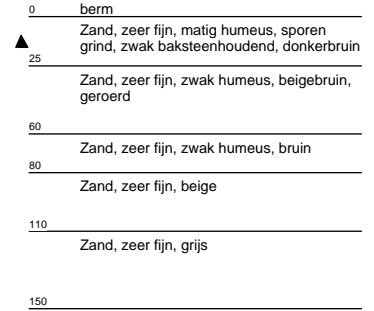 0 berm
Zand, zeer fijn, matig humeus, sporen
grind, zwak baksteenhoudend, donkerbruin
25
Zand, zeer fijn, zwak humeus, beigebruin,
geroerd
60
Zand, zeer fijn, zwak humeus, bruin
80
Zand, zeer fijn, beige
110
Zand, zeer fijn, grijs
150